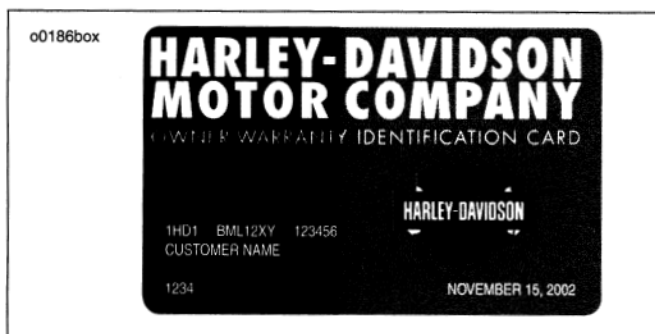 o0186box
HARLEY-DAVIDSON
MOTOR COMPANY
OWNER WARRANTY IDENTIFICATION CARD
HARLEY-DAVIDSON
1HD1 BML12XY 123456
CUSTOMER NAME
1234 NOVEMBER 15, 2002